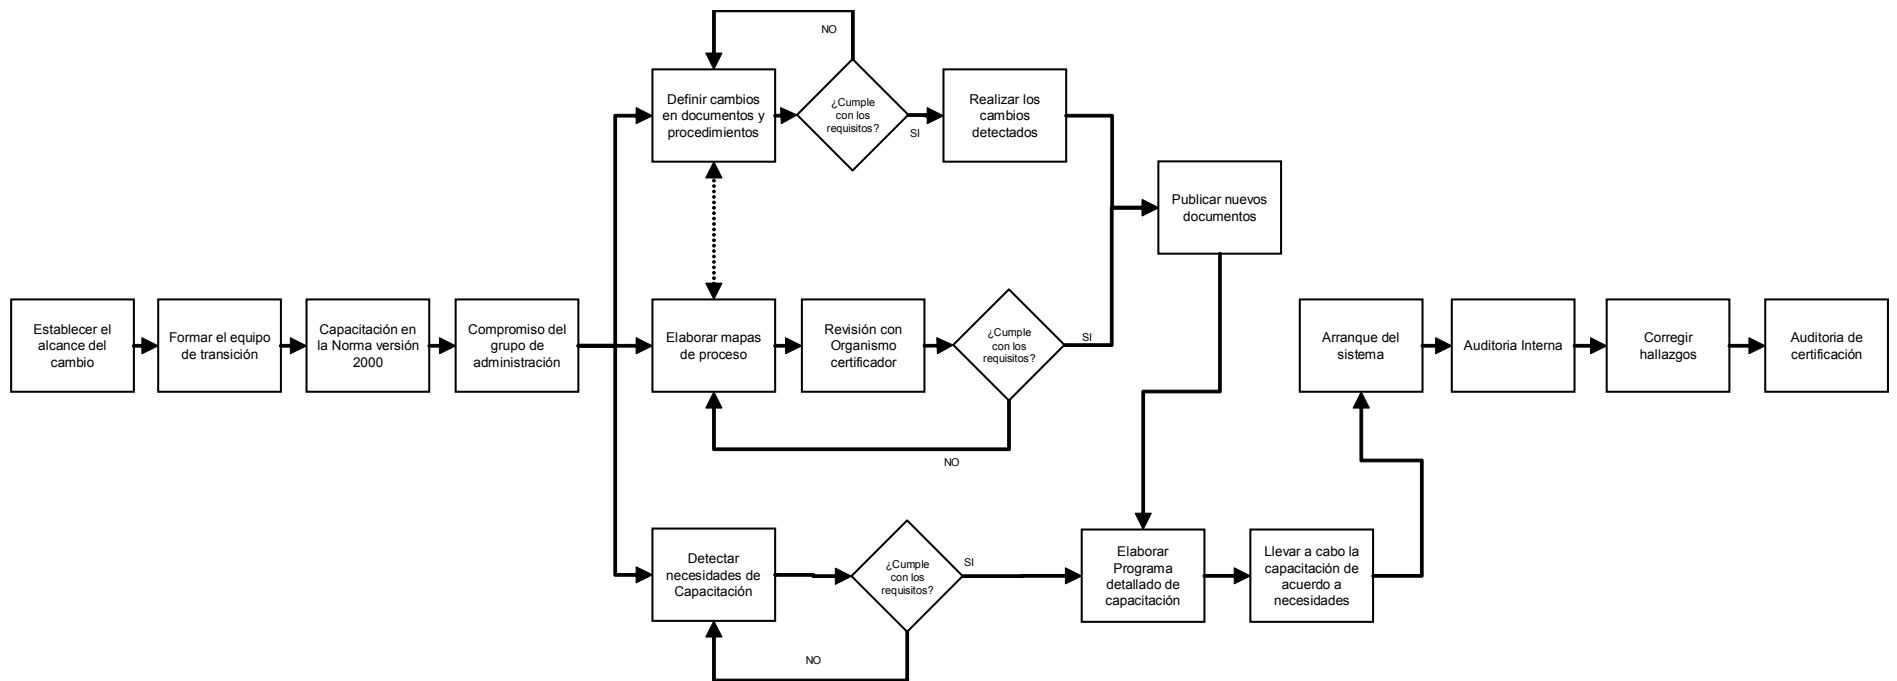 NO
Definir cambios
en documentos y
procedimientos
¿Cumple
con los
requisitos?
SI
Realizar los
cambios
detectados
Publicar nuevos
documentos
Establecer el
alcance del
cambio
Formar el equipo
de transición
Capacitación en
la Norma versión
2000
Compromiso del
grupo de
administración
Elaborar mapas
de proceso
Revisión con
Organismo
certificador
¿Cumple
con los
requisitos?
SI
NO
Arranque del
sistema
Auditoria Interna
Corregir
hallazgos
Auditoria de
certificación
Detectar
necesidades de
Capacitación
¿Cumple
con los
requisitos?
SI
NO
Elaborar
Programa
detallado de
capacitación
Llevar a cabo la
capacitación de
acuerdo a
necesidades